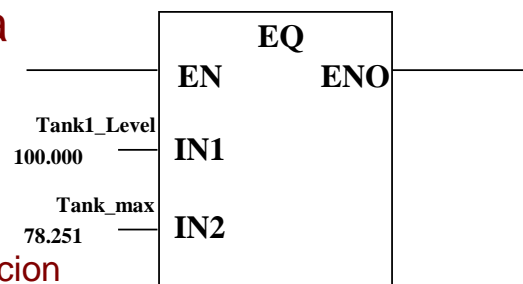 a
EQ
EN ENO
Tank1_Level
100.000 IN1
Tank_max
78.251 IN2
cion